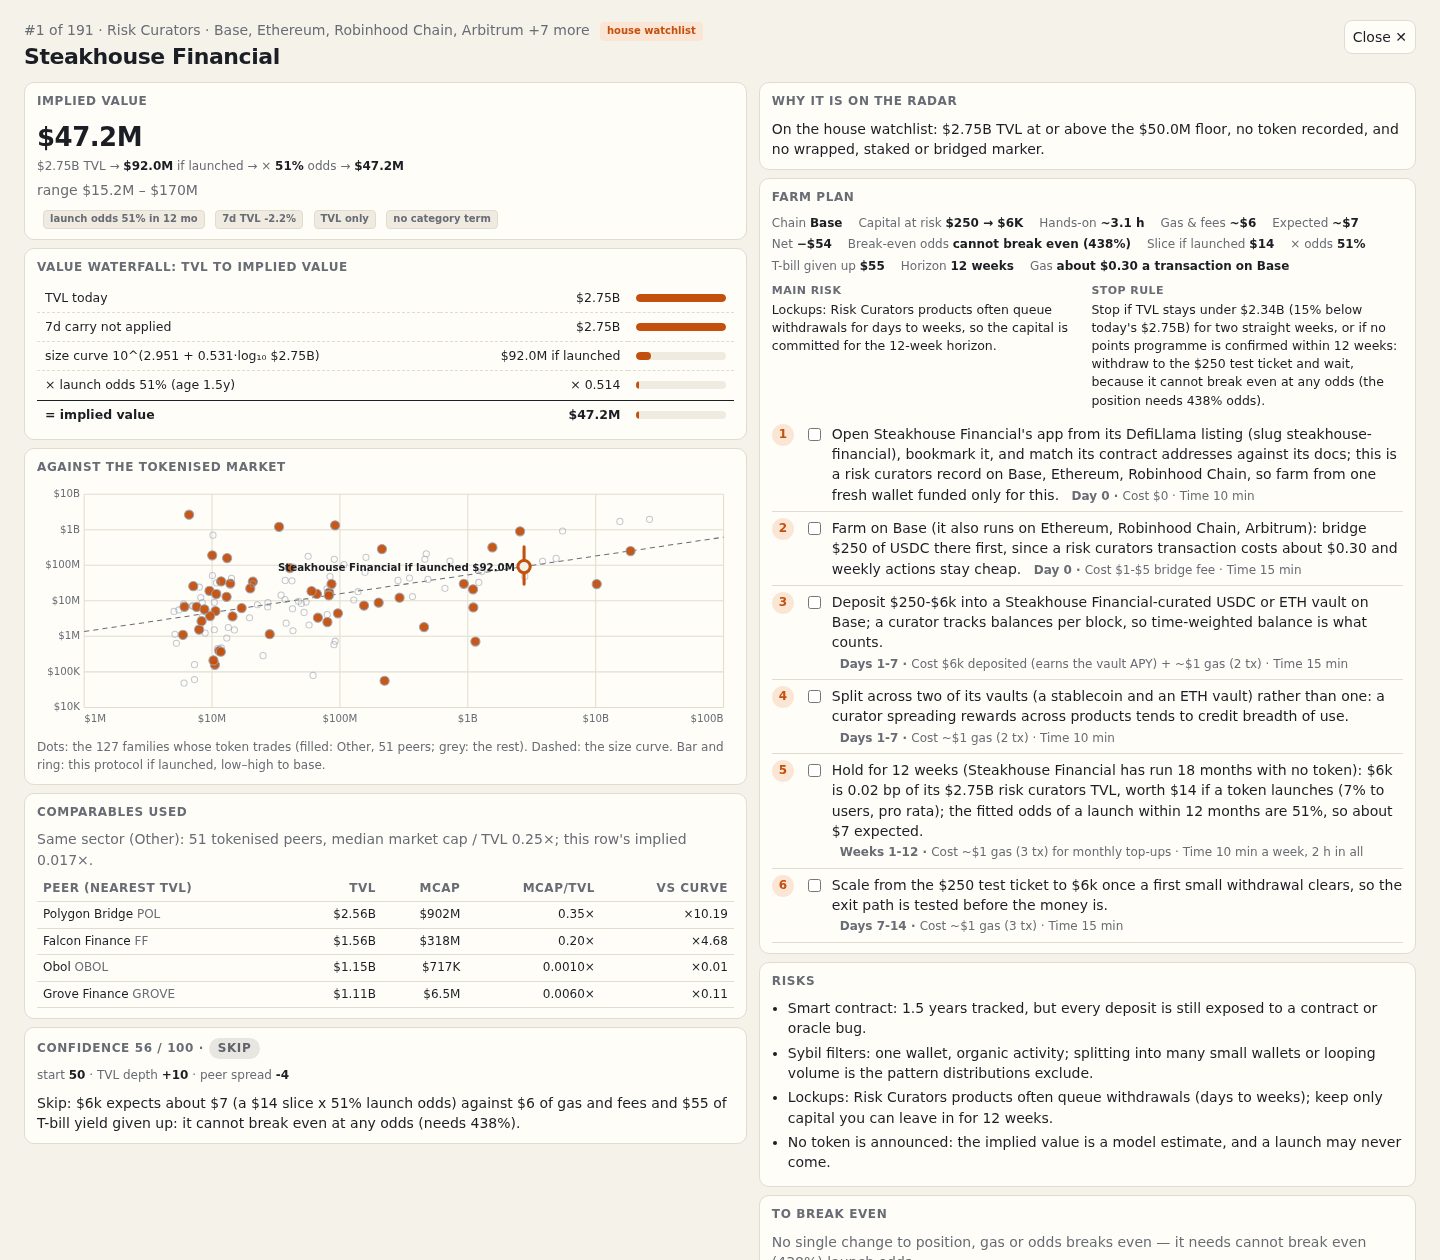 #1 of 191 · Risk Curators · Base, Ethereum, Robinhood Chain, Arbitrum +7 more house watchlist
Steakhouse Financial
Close ✕
IMPLIED VALUE
$47.2M
$2.75B TVL → $92.0M if launched → × 51% odds → $47.2M
range $15.2M – $170M
launch odds 51% in 12 mo 7d TVL -2.2% TVL only no category term
VALUE WATERFALL: TVL TO IMPLIED VALUE
TVL today $2.75B
7d carry not applied $2.75B
size curve 10^(2.951 + 0.531·log₁₀ $2.75B) $92.0M if launched
× launch odds 51% (age 1.5y) × 0.514
= implied value $47.2M
AGAINST THE TOKENISED MARKET
$10B
$1B
$100M
$10M
$1M
$100K
$10K
Steakhouse Financial if launched $92.0M
$1M $10M $100M $1B $10B $100B
Dots: the 127 families whose token trades (filled: Other, 51 peers; grey: the rest). Dashed: the size curve. Bar and
ring: this protocol if launched, low–high to base.
COMPARABLES USED
Same sector (Other): 51 tokenised peers, median market cap / TVL 0.25×; this row's implied
0.017×.
PEER (NEAREST TVL) TVL MCAP MCAP/TVL VS CURVE
Polygon Bridge POL $2.56B $902M 0.35× ×10.19
Falcon Finance FF $1.56B $318M 0.20× ×4.68
Obol OBOL $1.15B $717K 0.0010× ×0.01
Grove Finance GROVE $1.11B $6.5M 0.0060× ×0.11
CONFIDENCE 56 / 100 · SKIP
start 50 · TVL depth +10 · peer spread -4
Skip: $6k expects about $7 (a $14 slice x 51% launch odds) against $6 of gas and fees and $55 of
T-bill yield given up: it cannot break even at any odds (needs 438%).
WHY IT IS ON THE RADAR
On the house watchlist: $2.75B TVL at or above the $50.0M floor, no token recorded, and
no wrapped, staked or bridged marker.
FARM PLAN
Chain Base Capital at risk $250 → $6K Hands-on ~3.1 h Gas & fees ~$6 Expected ~$7
Net −$54 Break-even odds cannot break even (438%) Slice if launched $14 × odds 51%
T-bill given up $55 Horizon 12 weeks Gas about $0.30 a transaction on Base
MAIN RISK
Lockups: Risk Curators products often queue
withdrawals for days to weeks, so the capital is
committed for the 12-week horizon.
STOP RULE
Stop if TVL stays under $2.34B (15% below
today's $2.75B) for two straight weeks, or if no
points programme is confirmed within 12 weeks:
withdraw to the $250 test ticket and wait,
because it cannot break even at any odds (the
position needs 438% odds).
1 Open Steakhouse Financial's app from its DefiLlama listing (slug steakhouse-
financial), bookmark it, and match its contract addresses against its docs; this is
a risk curators record on Base, Ethereum, Robinhood Chain, so farm from one
fresh wallet funded only for this. Day 0 · Cost $0 · Time 10 min
2 Farm on Base (it also runs on Ethereum, Robinhood Chain, Arbitrum): bridge
$250 of USDC there first, since a risk curators transaction costs about $0.30 and
weekly actions stay cheap. Day 0 · Cost $1-$5 bridge fee · Time 15 min
3 Deposit $250-$6k into a Steakhouse Financial-curated USDC or ETH vault on
Base; a curator tracks balances per block, so time-weighted balance is what
counts.
Days 1-7 · Cost $6k deposited (earns the vault APY) + ~$1 gas (2 tx) · Time 15 min
4 Split across two of its vaults (a stablecoin and an ETH vault) rather than one: a
curator spreading rewards across products tends to credit breadth of use.
Days 1-7 · Cost ~$1 gas (2 tx) · Time 10 min
5 Hold for 12 weeks (Steakhouse Financial has run 18 months with no token): $6k
is 0.02 bp of its $2.75B risk curators TVL, worth $14 if a token launches (7% to
users, pro rata); the fitted odds of a launch within 12 months are 51%, so about
$7 expected.
Weeks 1-12 · Cost ~$1 gas (3 tx) for monthly top-ups · Time 10 min a week, 2 h in all
6 Scale from the $250 test ticket to $6k once a first small withdrawal clears, so the
exit path is tested before the money is.
Days 7-14 · Cost ~$1 gas (3 tx) · Time 15 min
RISKS
• Smart contract: 1.5 years tracked, but every deposit is still exposed to a contract or
oracle bug.
• Sybil filters: one wallet, organic activity; splitting into many small wallets or looping
volume is the pattern distributions exclude.
• Lockups: Risk Curators products often queue withdrawals (days to weeks); keep only
capital you can leave in for 12 weeks.
• No token is announced: the implied value is a model estimate, and a launch may never
come.
TO BREAK EVEN
No single change to position, gas or odds breaks even — it needs cannot break even